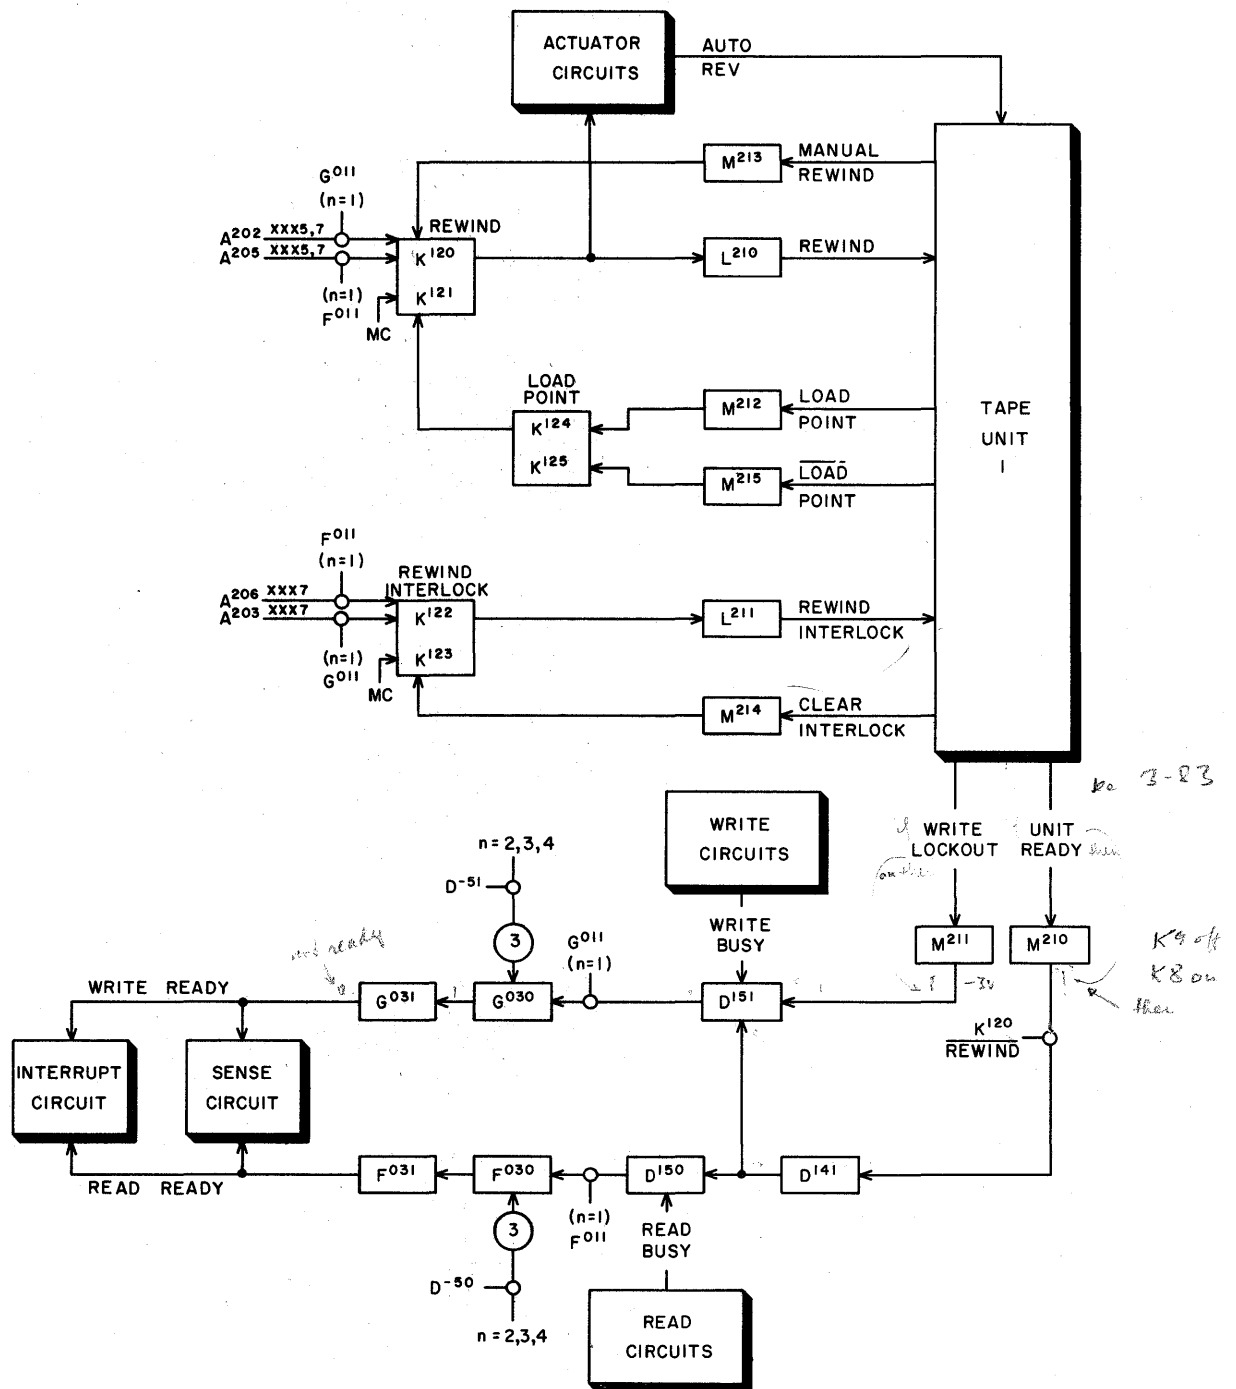 ACTUATOR
CIRCUITS
AUTO
REV
M²¹³
MANUAL
REWIND
G⁰¹¹
(n=1)
A²⁰² XXX5,7
A²⁰⁵ XXX5,7
(n=1)
F⁰¹¹
REWIND
K¹²⁰
K¹²¹
MC
L²¹⁰
REWIND
LOAD
POINT
K¹²⁴
K¹²⁵
M²¹²
LOAD
POINT
M²¹⁵
L̅O̅A̅D̅
POINT
TAPE
UNIT
1
F⁰¹¹
(n=1)
A²⁰⁶ XXX7
A²⁰³ XXX7
(n=1)
G⁰¹¹
REWIND
INTERLOCK
K¹²²
K¹²³
MC
L²¹¹
REWIND
INTERLOCK
M²¹⁴
CLEAR
INTERLOCK
3-83
WRITE
CIRCUITS
WRITE
LOCKOUT
UNIT
READY then
n=2,3,4
D⁻⁵¹
3
G⁰¹¹
(n=1)
WRITE
BUSY
M²¹¹
M²¹⁰
K9 off
K8 on
then
not ready
WRITE READY
G⁰³¹
G⁰³⁰
D¹⁵¹
-3v
K¹²⁰
R̅E̅W̅I̅N̅D̅
INTERRUPT
CIRCUIT
SENSE
CIRCUIT
READ READY
F⁰³¹
F⁰³⁰
D¹⁵⁰
D¹⁴¹
(n=1)
F⁰¹¹
3
READ
BUSY
D⁻⁵⁰
n=2,3,4
READ
CIRCUITS